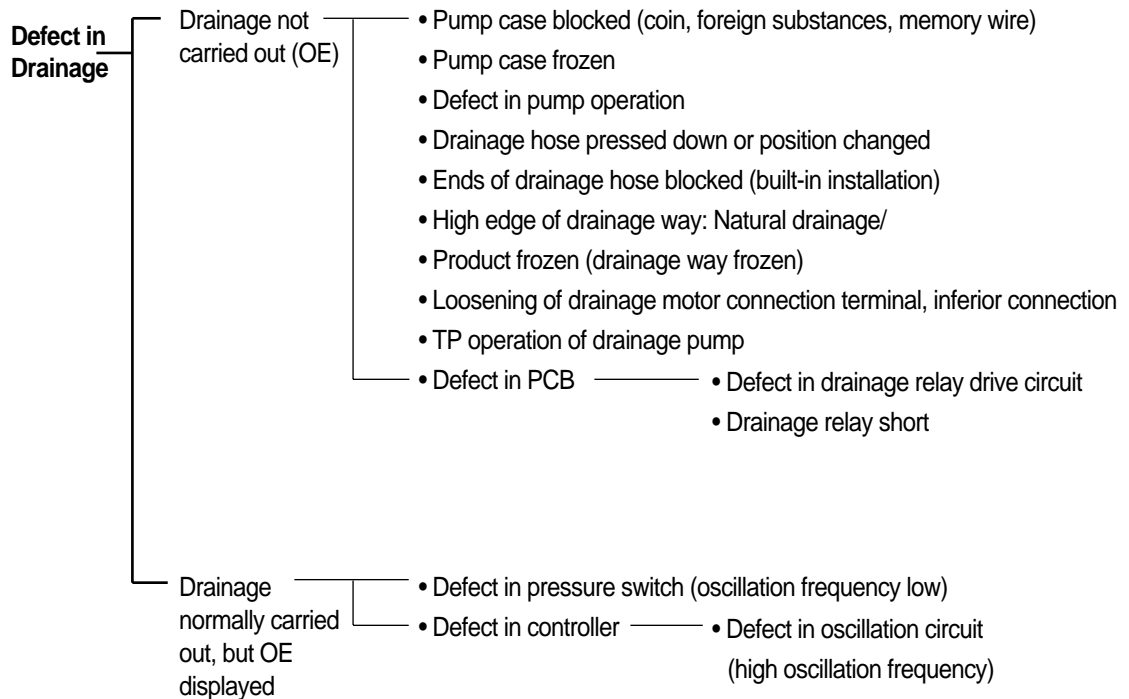 Defect in
Drainage
Drainage not
carried out (OE)
• Pump case blocked (coin, foreign substances, memory wire)
• Pump case frozen
• Defect in pump operation
• Drainage hose pressed down or position changed
• Ends of drainage hose blocked (built-in installation)
• High edge of drainage way: Natural drainage/
• Product frozen (drainage way frozen)
• Loosening of drainage motor connection terminal, inferior connection
• TP operation of drainage pump
• Defect in PCB
• Defect in drainage relay drive circuit
• Drainage relay short
Drainage
normally carried
out, but OE
displayed
• Defect in pressure switch (oscillation frequency low)
• Defect in controller
• Defect in oscillation circuit
(high oscillation frequency)